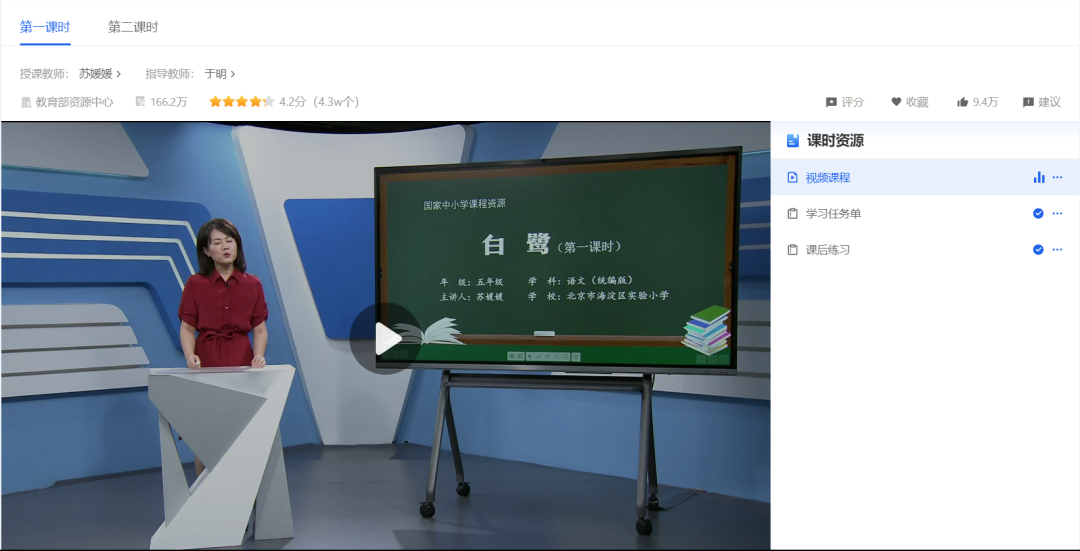 第一课时 第二课时
授课教师： 苏媛媛 指导教师： 于明
教育部资源中心 166.2万 4.2分（4.3w个） 评分 收藏 9.4万 建议
课时资源
视频课程
学习任务单
课后练习
国家中小学课程资源
白 鹭（第一课时）
年 级：五年级 学 科：语文（统编版）
主讲人：苏媛媛 学 校：北京市海淀区实验小学